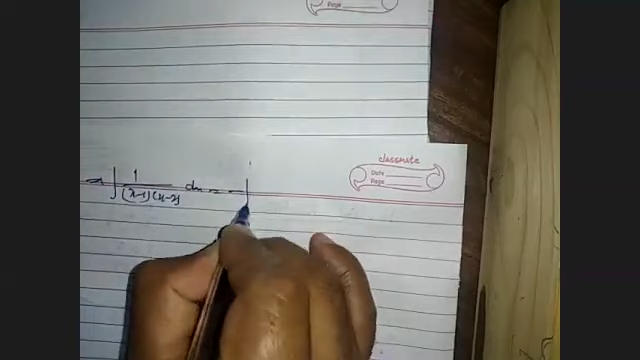 Page
classmate
Date
Page
∫ 1/((x-1)(x-2)) dx = - ∫